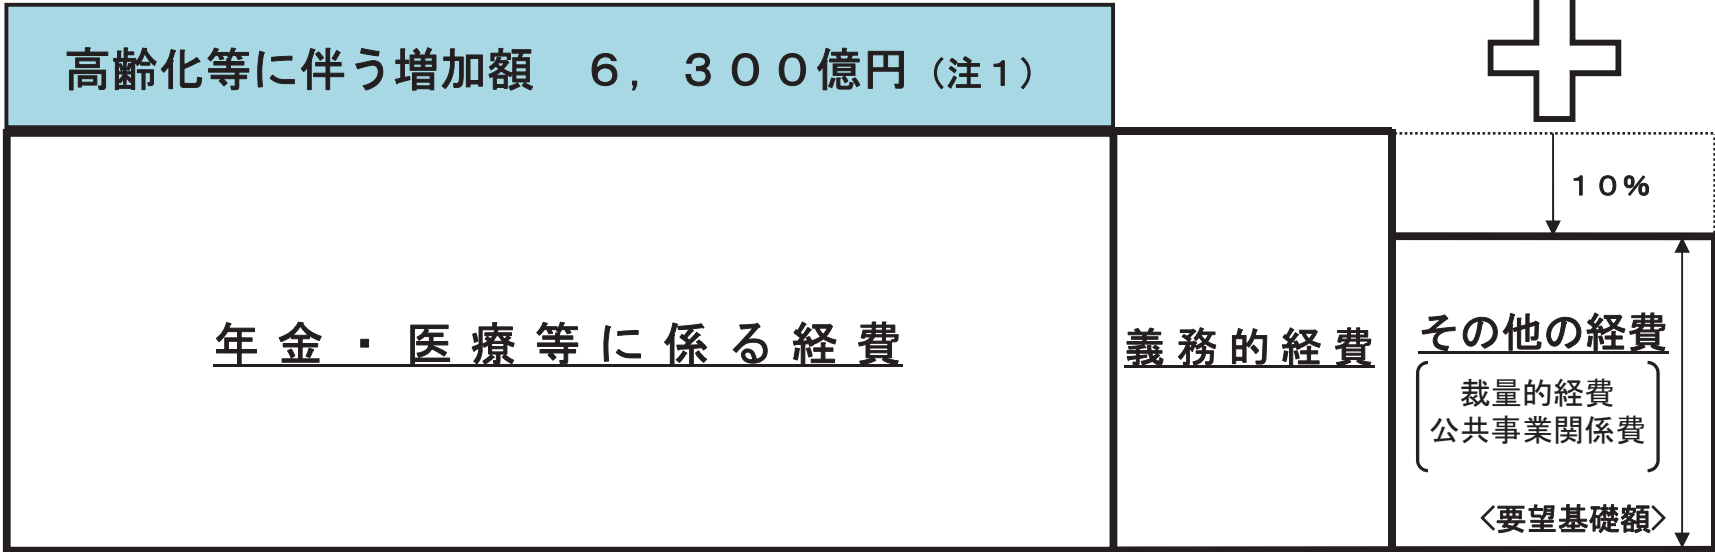 高齢化等に伴う増加額　６，３００億円（注１）
１０％
年金・医療等に係る経費
義務的経費
その他の経費
裁量的経費
公共事業関係費
<要望基礎額>